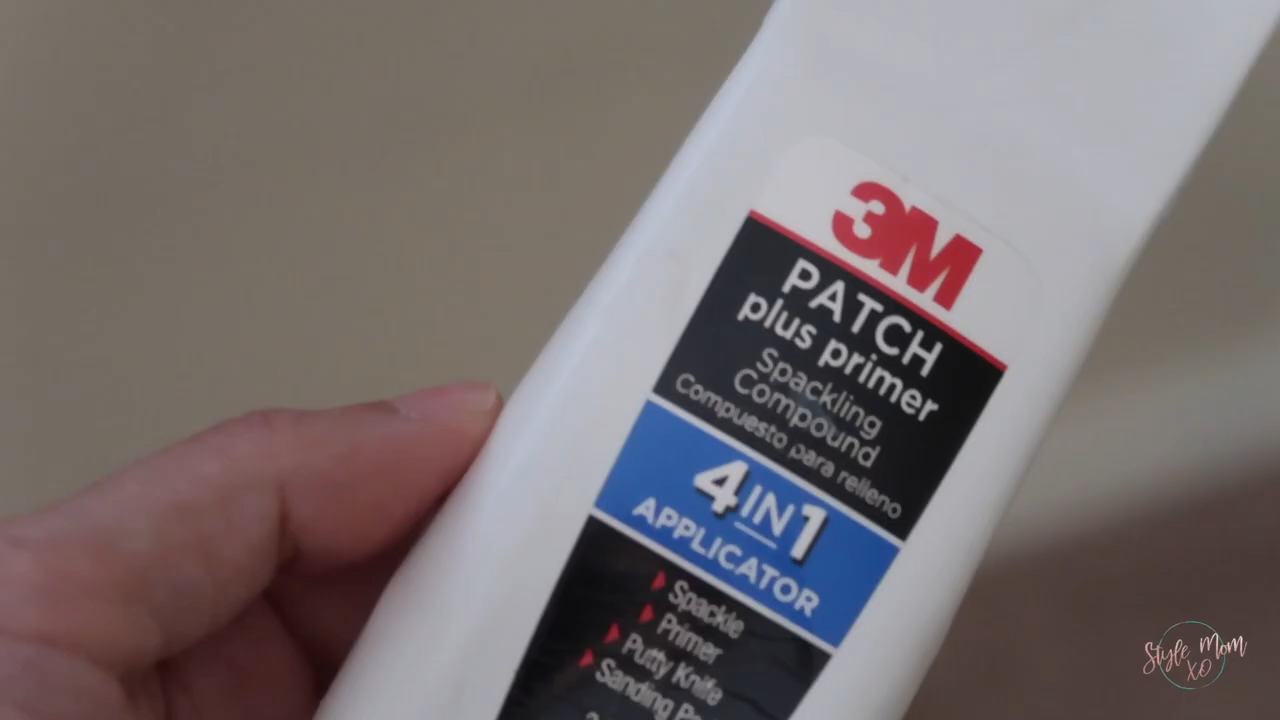 3M
PATCH
plus primer
Spackling
Compound
Compuesto para relleno
4 IN 1
APPLICATOR
Spackle
Primer
Putty Knife
Sanding
Style Mom
XO